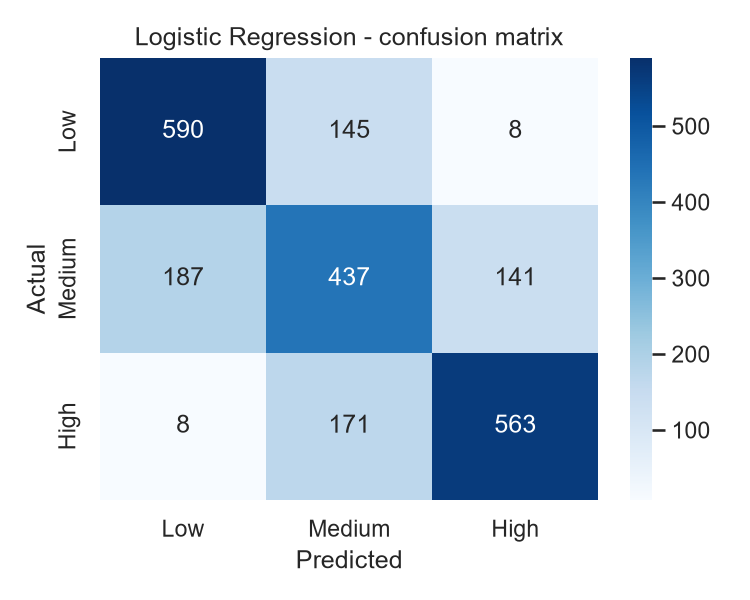 Logistic Regression - confusion matrix
Low 590 145 8
Medium 187 437 141
High 8 171 563
Actual
Low Medium High
Predicted
500
400
300
200
100